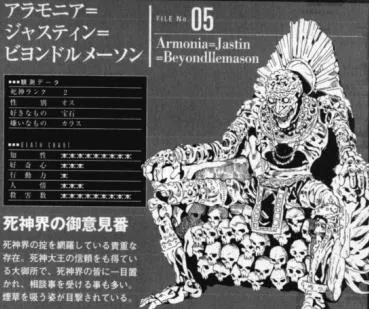 アラモニア=
ジャスティン=
ビヨンドルメーソン
FILE No. 05
Armonia=Jastin
=BeyondIlemason
■■■観測データ
死神ランク 2
性別 オス
好きなもの 宝石
嫌いなもの カラス
■■■DEATH CHART
知性
好奇心
行動力
人情
殺害数
死神界の御意見番
死神界の掟を網羅している貴重な
存在。死神大王の信頼をも得てい
る大御所で、死神界の皆に一目置
かれ、相談事を受ける事も多い。
煙草を吸う姿が目撃されている。